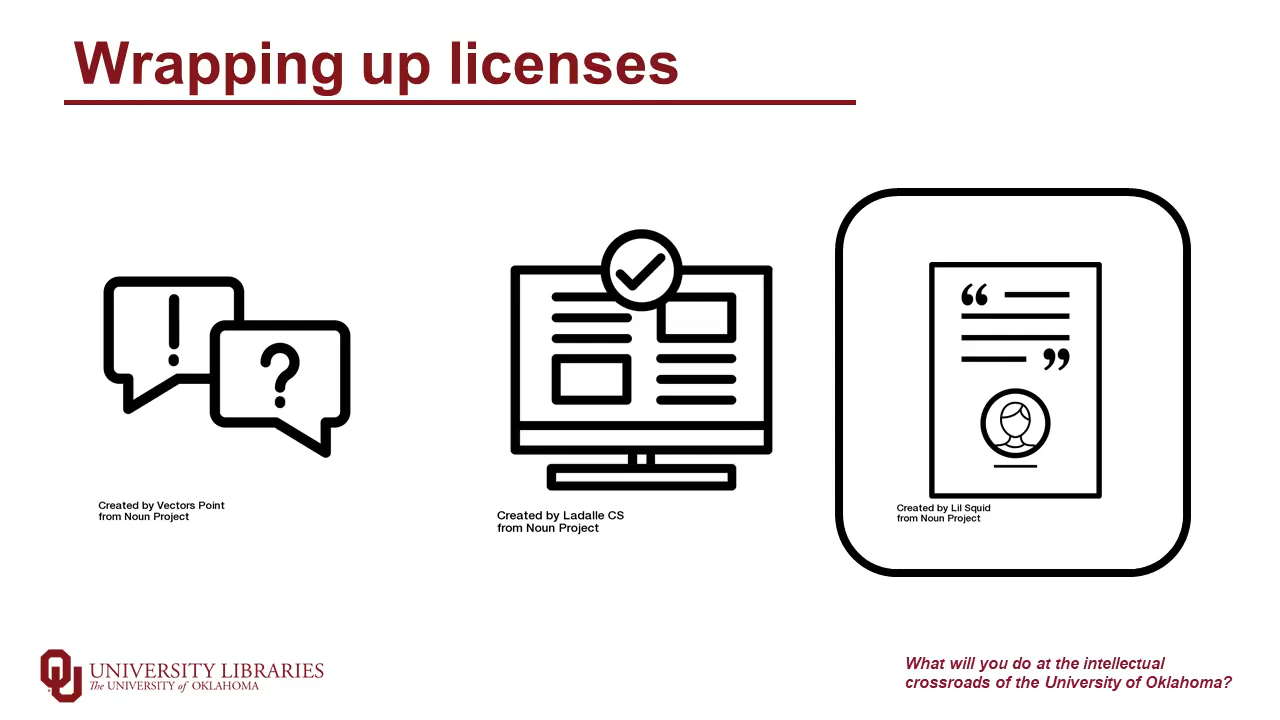 Wrapping up licenses
!
?
“
”
Created by Vectors Point
from Noun Project
Created by Ladalle CS
from Noun Project
Created by Lil Squid
from Noun Project
OU
UNIVERSITY LIBRARIES
The UNIVERSITY of OKLAHOMA
What will you do at the intellectual
crossroads of the University of Oklahoma?